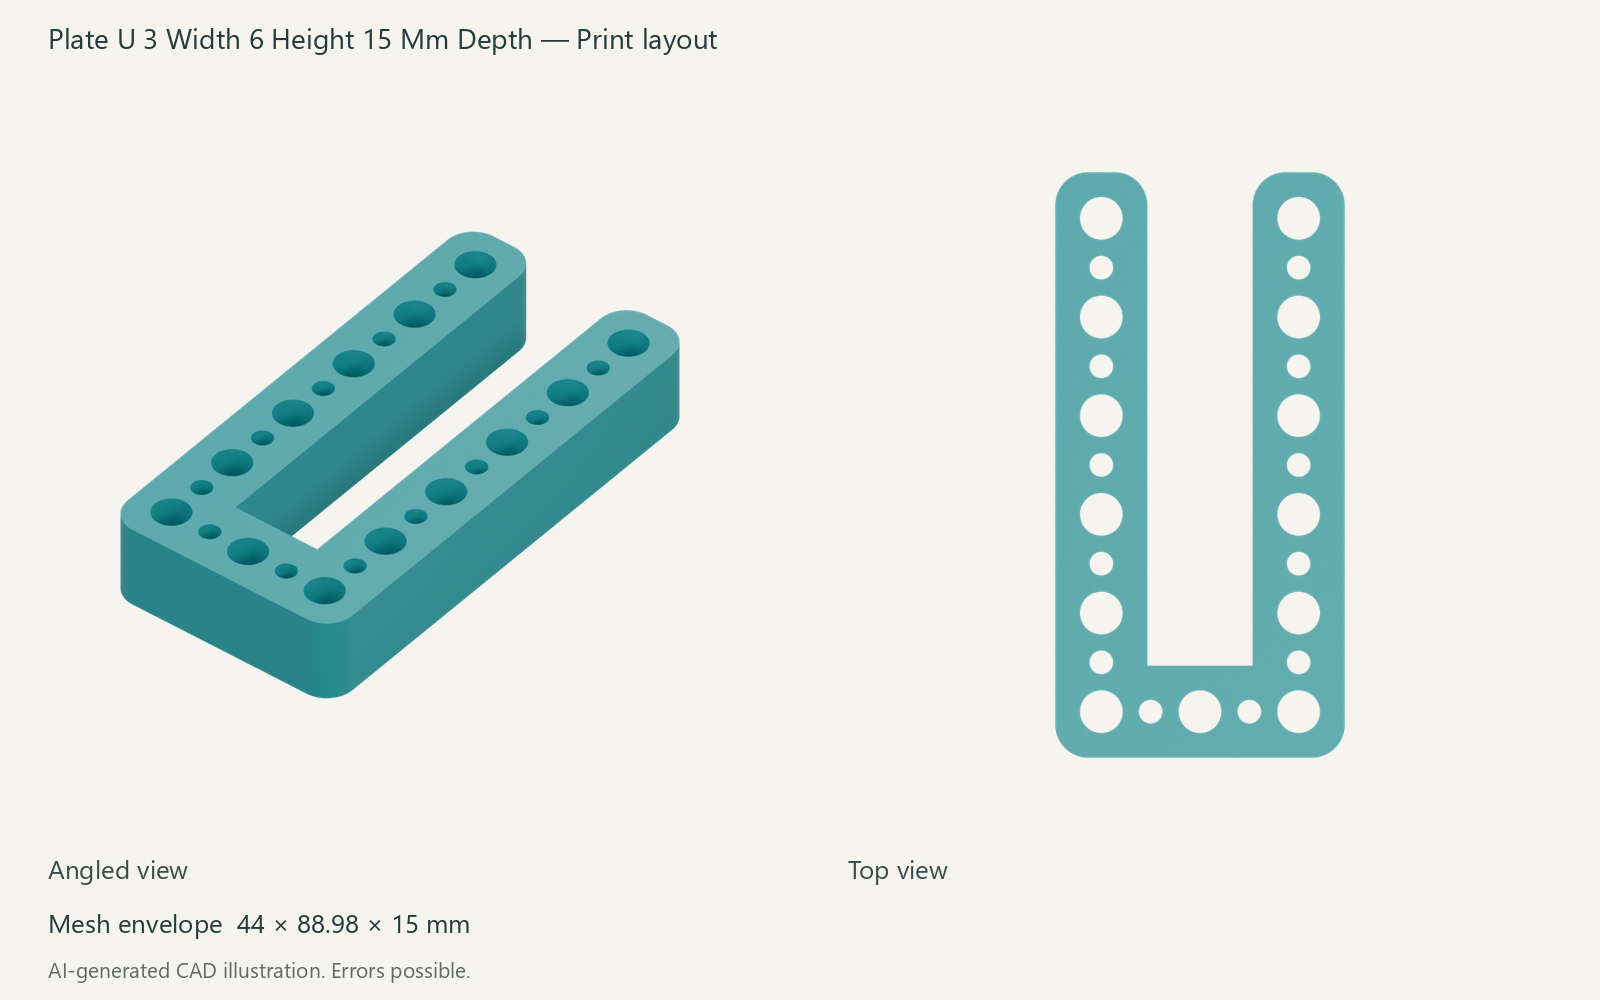 Plate U 3 Width 6 Height 15 Mm Depth — Print layout
Angled view
Top view
Mesh envelope  44 × 88.98 × 15 mm
AI-generated CAD illustration. Errors possible.